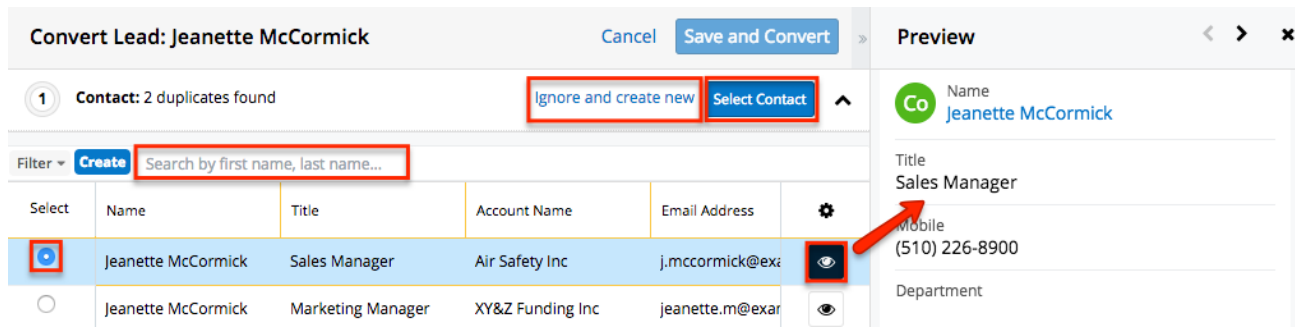 Convert Lead: Jeanette McCormick Cancel Save and Convert » Preview
1 Contact: 2 duplicates found Ignore and create new Select Contact
Co Name
Jeanette McCormick
Filter Create Search by first name, last name...
Title
Sales Manager
Select Name Title Account Name Email Address
Mobile
(510) 226-8900
Jeanette McCormick Sales Manager Air Safety Inc j.mccormick@exa
Department
Jeanette McCormick Marketing Manager XY&Z Funding Inc jeanette.m@exar